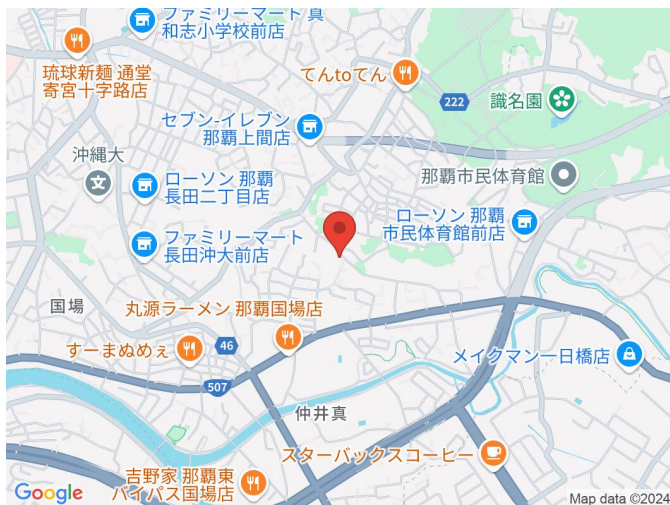 ファミリーマート 真
和志小学校前店
琉球新麺 通堂
寄宮十字路店
てんtoてん
222
識名園
セブン-イレブン
那覇上間店
沖縄大
那覇市民体育館
ローソン 那覇
長田二丁目店
ローソン 那覇
市民体育館前店
ファミリーマート
長田沖大前店
国場
丸源ラーメン 那覇国場店
すーまぬめぇ
46
メイクマン一日橋店
507
仲井真
スターバックスコーヒー
吉野家 那覇東
バイパス国場店
Google
Map data ©2024